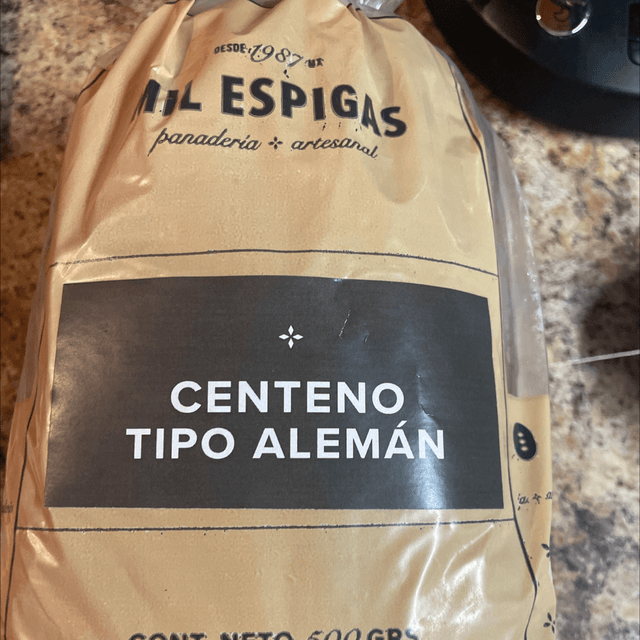 DESDE 1987
MIL ESPIGAS
panadería artesanal
CENTENO
TIPO ALEMÁN
CONT. NETO 500 GRS